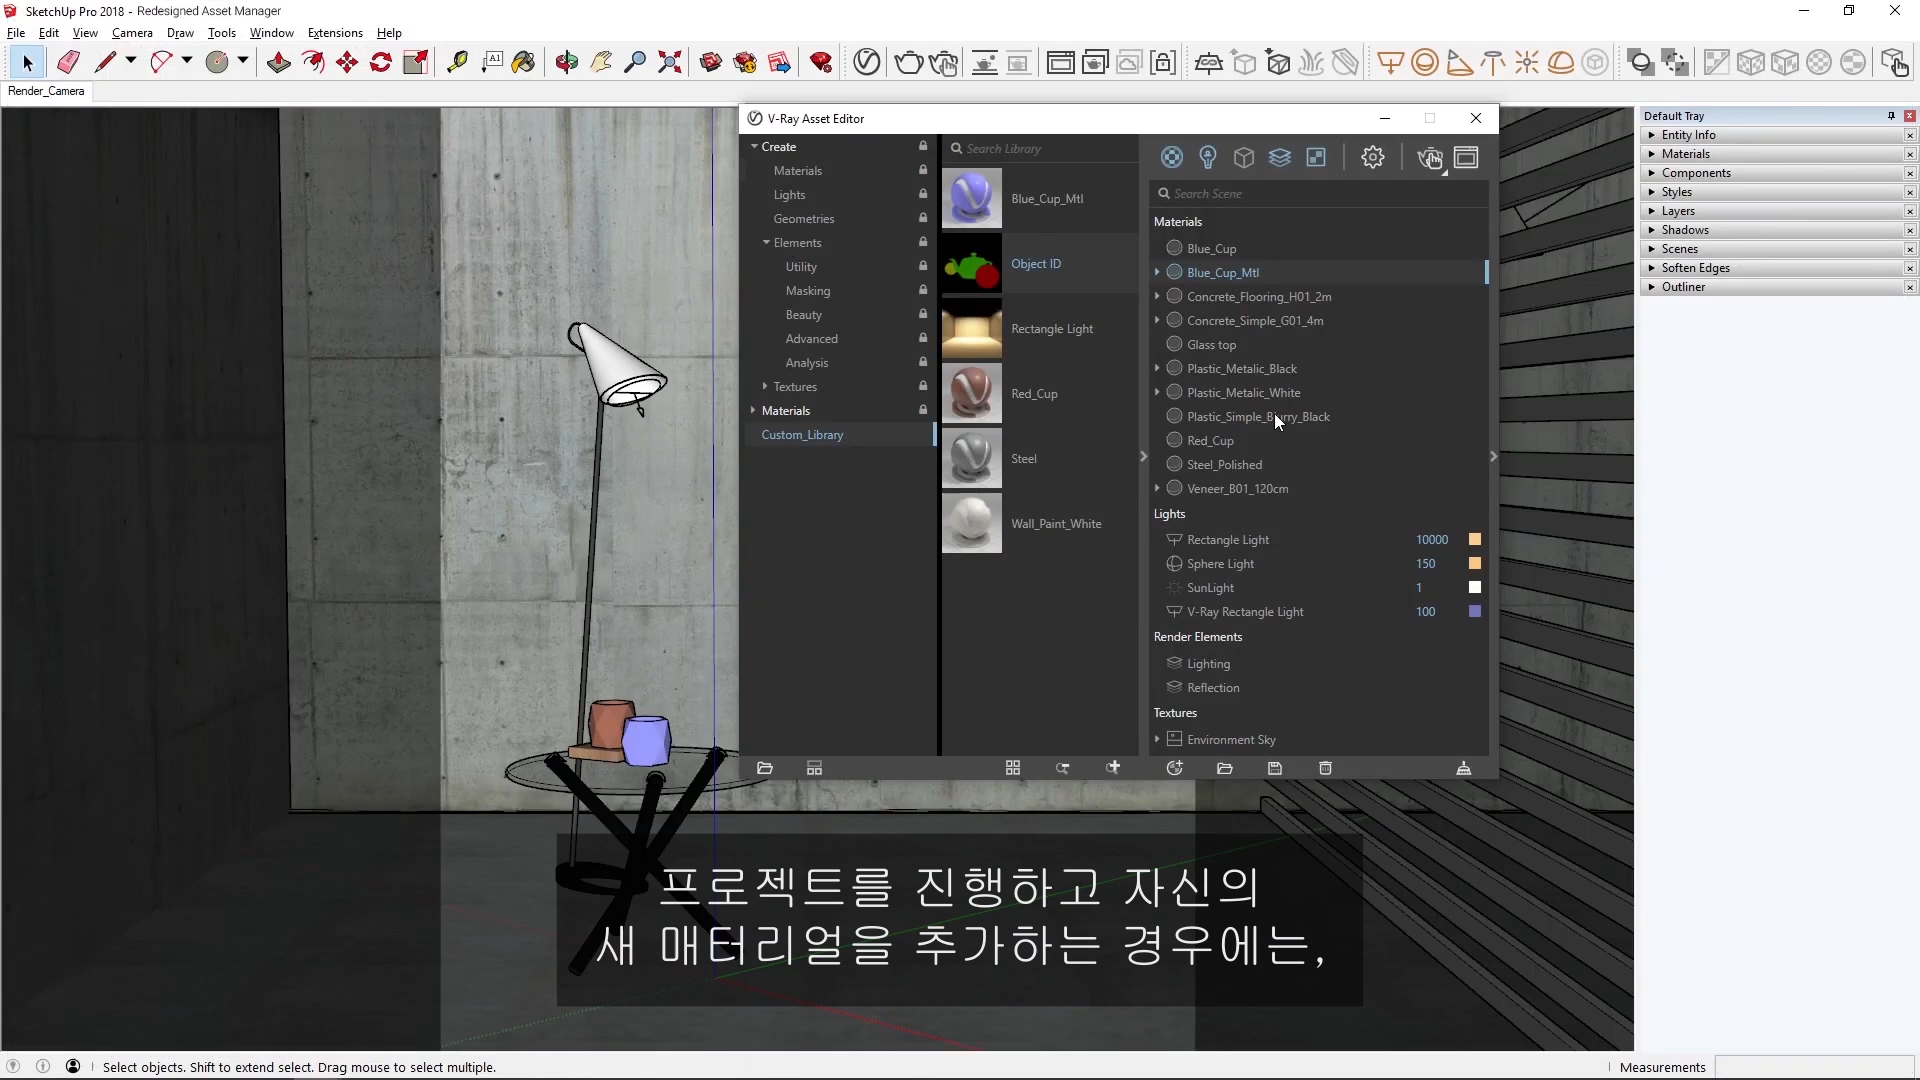 SketchUp Pro 2018 - Redesigned Asset Manager
File Edit View Camera Draw Tools Window Extensions Help
A1
Render_Camera
V-Ray Asset Editor
Create
Materials
Lights
Geometries
Elements
Utility
Masking
Beauty
Advanced
Analysis
Textures
Materials
Custom_Library
Search Library
Blue_Cup_Mtl
Object ID
Rectangle Light
Red_Cup
Steel
Wall_Paint_White
Search Scene
Materials
Blue_Cup
Blue_Cup_Mtl
Concrete_Flooring_H01_2m
Concrete_Simple_G01_4m
Glass top
Plastic_Metalic_Black
Plastic_Metalic_White
Plastic_Simple_Blurry_Black
Red_Cup
Steel_Polished
Veneer_B01_120cm
Lights
Rectangle Light 10000
Sphere Light 150
SunLight 1
V-Ray Rectangle Light 100
Render Elements
Lighting
Reflection
Textures
Environment Sky
Default Tray
Entity Info
Materials
Components
Styles
Layers
Shadows
Scenes
Soften Edges
Outliner
프로젝트를 진행하고 자신의
새 매터리얼을 추가하는 경우에는,
Select objects. Shift to extend select. Drag mouse to select multiple.
Measurements